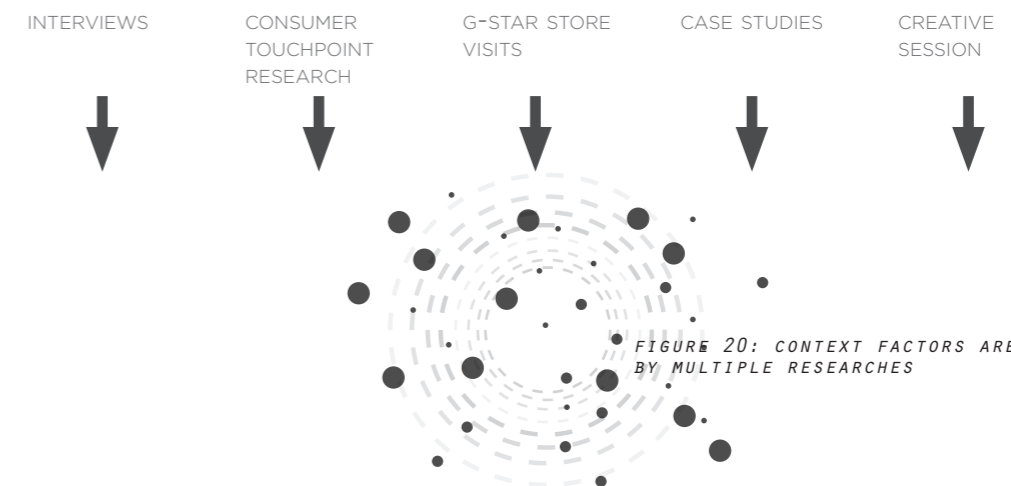 INTERVIEWS
CONSUMER
TOUCHPOINT
RESEARCH
G-STAR STORE
VISITS
CASE STUDIES
CREATIVE
SESSION
FIGURE 20: CONTEXT FACTORS ARE
BY MULTIPLE RESEARCHES